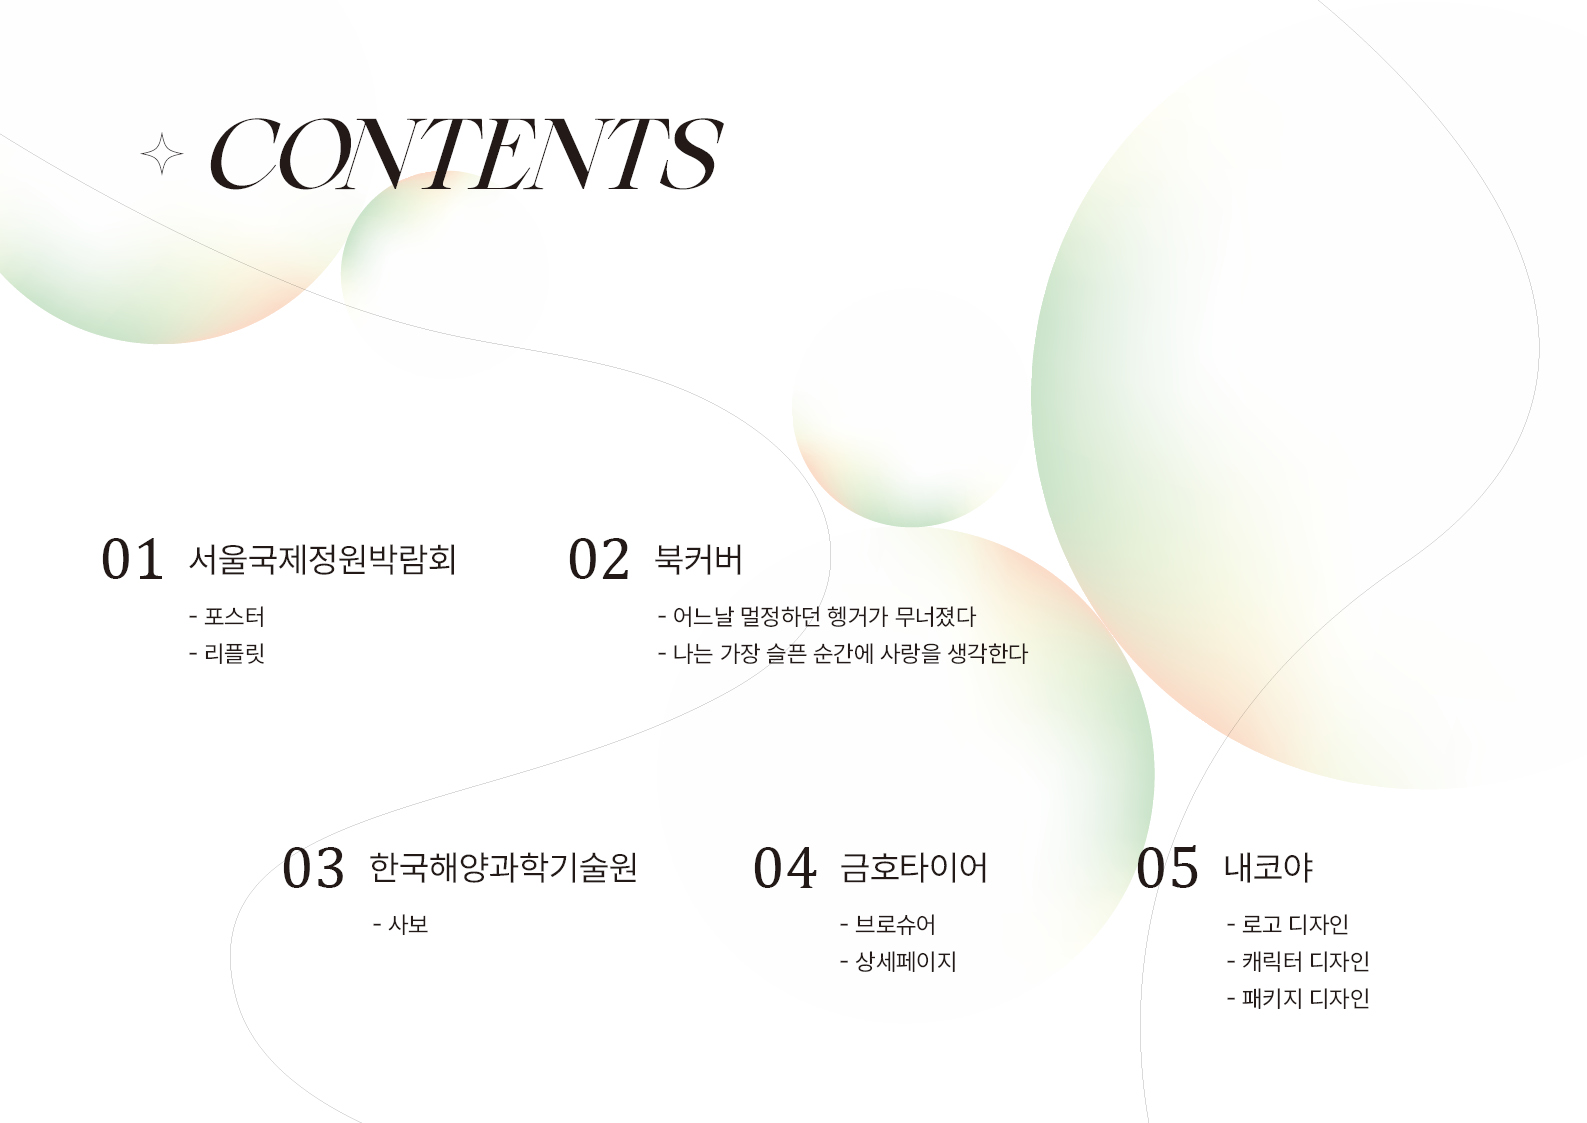 CONTENTS
01 서울국제정원박람회
- 포스터
- 리플릿
02 북커버
- 어느날 멀정하던 헹거가 무너졌다
- 나는 가장 슬픈 순간에 사랑을 생각한다
03 한국해양과학기술원
- 사보
04 금호타이어
- 브로슈어
- 상세페이지
05 내코야
- 로고 디자인
- 캐릭터 디자인
- 패키지 디자인